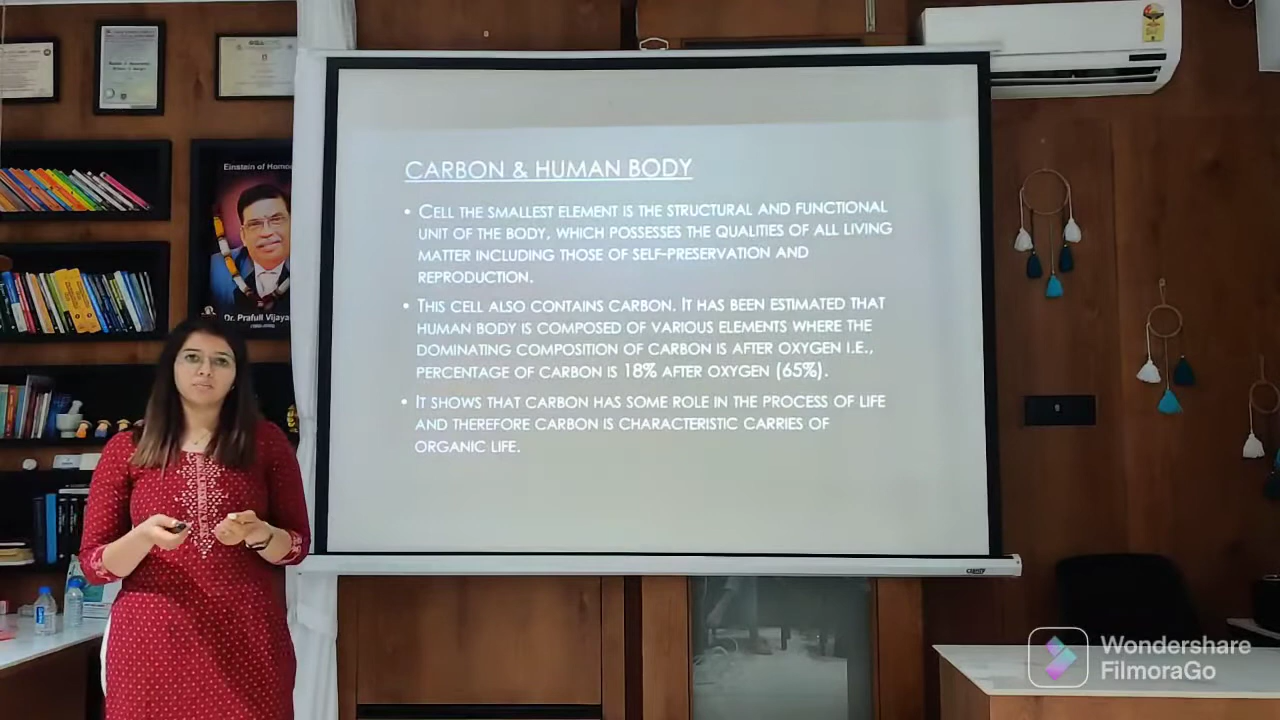 Einstein of Homo
Dr. Prafull Vijaya
CARBON & HUMAN BODY
• CELL THE SMALLEST ELEMENT IS THE STRUCTURAL AND FUNCTIONAL
UNIT OF THE BODY, WHICH POSSESSES THE QUALITIES OF ALL LIVING
MATTER INCLUDING THOSE OF SELF-PRESERVATION AND
REPRODUCTION.
• THIS CELL ALSO CONTAINS CARBON. IT HAS BEEN ESTIMATED THAT
HUMAN BODY IS COMPOSED OF VARIOUS ELEMENTS WHERE THE
DOMINATING COMPOSITION OF CARBON IS AFTER OXYGEN I.E.,
PERCENTAGE OF CARBON IS 18% AFTER OXYGEN (65%).
• IT SHOWS THAT CARBON HAS SOME ROLE IN THE PROCESS OF LIFE
AND THEREFORE CARBON IS CHARACTERISTIC CARRIES OF
ORGANIC LIFE.
Wondershare
FilmoraGo